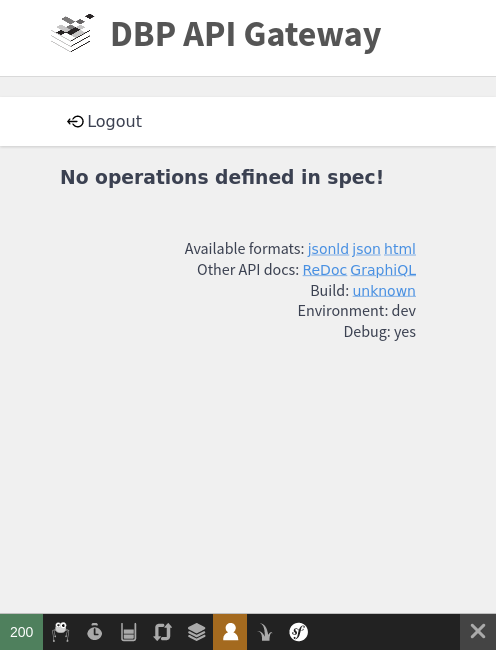 DBP API Gateway
Logout
No operations defined in spec!
Available formats: jsonld json html
Other API docs: ReDoc GraphiQL
Build: unknown
Environment: dev
Debug: yes
200
sf